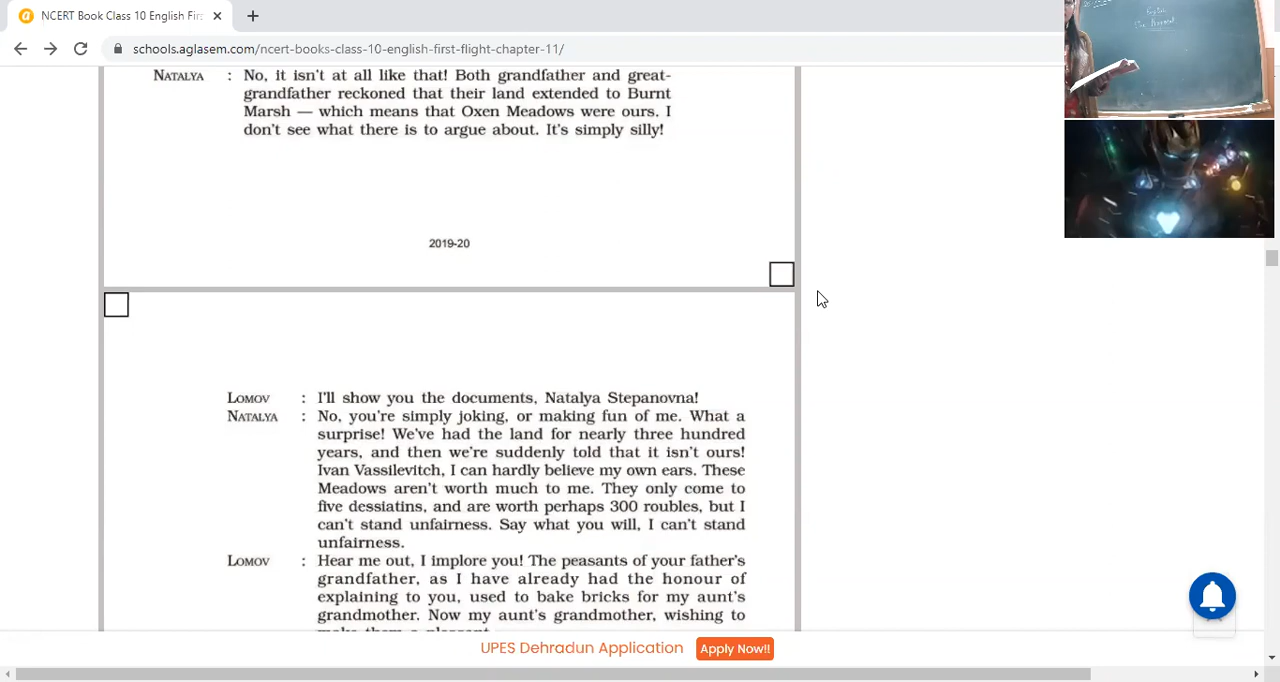 NCERT Book Class 10 English Firs
schools.aglasem.com/ncert-books-class-10-english-first-flight-chapter-11/
NATALYA : No, it isn't at all like that! Both grandfather and great-
grandfather reckoned that their land extended to Burnt
Marsh — which means that Oxen Meadows were ours. I
don't see what there is to argue about. It's simply silly!
2019-20
LOMOV : I'll show you the documents, Natalya Stepanovna!
NATALYA : No, you're simply joking, or making fun of me. What a
surprise! We've had the land for nearly three hundred
years, and then we're suddenly told that it isn't ours!
Ivan Vassilevitch, I can hardly believe my own ears. These
Meadows aren't worth much to me. They only come to
five dessiatins, and are worth perhaps 300 roubles, but I
can't stand unfairness. Say what you will, I can't stand
unfairness.
LOMOV : Hear me out, I implore you! The peasants of your father's
grandfather, as I have already had the honour of
explaining to you, used to bake bricks for my aunt's
grandmother. Now my aunt's grandmother, wishing to
UPES Dehradun Application Apply Now!!